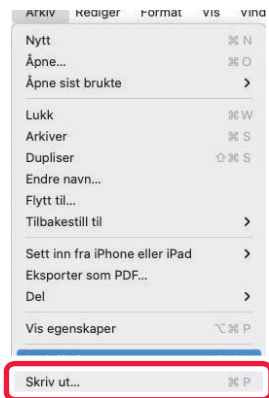 Arkiv Rediger Format Vis Vind
Nytt ⌘ N
Åpne... ⌘ O
Åpne sist brukte >
Lukk ⌘ W
Arkiver ⌘ S
Dupliser ⇧ ⌘ S
Endre navn...
Flytt til...
Tilbakestill til >
Sett inn fra iPhone eller iPad >
Eksporter som PDF...
Del >
Vis egenskaper ⌥ ⌘ P
Skriv ut... ⌘ P